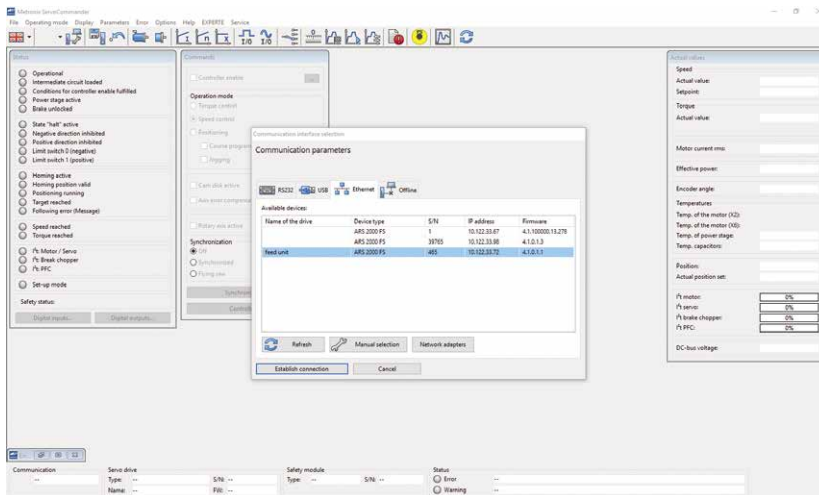 Metronix ServoCommander
File Operating mode Display Parameters Error Options Help EXPERTE Service
Status
Operational
Intermediate circuit loaded
Conditions for controller enable fulfilled
Power stage active
Brake unlocked
State "halt" active
Negative direction inhibited
Positive direction inhibited
Limit switch 0 (negative)
Limit switch 1 (positive)
Homing active
Homing position valid
Positioning running
Target reached
Following error (Message)
Speed reached
Torque reached
I²t: Motor / Servo
I²t: Break chopper
I²t: PFC
Set-up mode
Safety status:
Digital inputs...
Digital outputs...
Commands
Controller enable
...
Operation mode
Torque control
Speed control
Positioning
Course program
Jogging
Cam disk active
Axis error compensa
Rotary axis active
Synchronization
Off
Synchronized
Flying saw
Synchron
Control
Communication interface selection
Communication parameters
RS232 USB Ethernet Offline
Available devices:
Name of the drive Device type S/N IP address Firmware
ARS 2000 FS 1 10.122.33.67 4.1.100000.13.278
ARS 2000 FS 39765 10.122.33.98 4.1.0.1.3
feed unit ARS 2000 FS 465 10.122.33.72 4.1.0.1.1
Refresh Manual selection Network adapters
Establish connection Cancel
Actual values
Speed
Actual value:
Setpoint:
Torque
Actual value:
Motor current rms:
Effective power:
Encoder angle:
Temperatures
Temp. of the motor (X2):
Temp. of the motor (X6):
Temp. of power stage:
Temp. capacitors:
Position:
Actual position set:
I²t motor: 0%
I²t servo: 0%
I²t brake chopper: 0%
I²t PFC: 0%
DC-bus voltage:
Communication Servo drive Safety module Status
-- Type: -- S/N: -- Type: -- S/N: -- Error --
Name: -- FW: -- Warning --